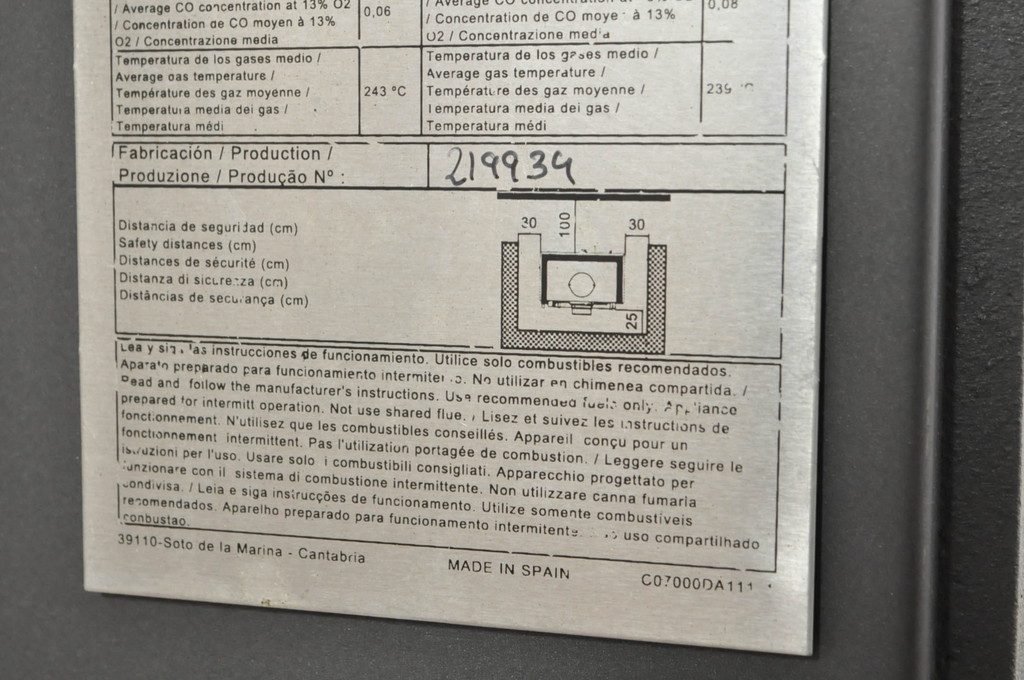 / Average CO concentration at 13% O2
/ Concentration de CO moyen à 13%
O2 / Concentrazione media
0,06
/ Average CO concentration at
/ Concentration de CO moye à 13%
O2 / Concentrazione media
0,08
Temperatura de los gases medio /
Average gas temperature /
Température des gaz moyenne /
Temperatura media dei gas /
Temperatura médi
243 °C
Temperatura de los gases medio /
Average gas temperature /
Température des gaz moyenne /
Temperatura media dei gas /
Temperatura médi
239
Fabricación / Production /
Produzione / Produção Nº :
219934
Distancia de seguridad (cm)
Safety distances (cm)
Distances de sécurité (cm)
Distanza di sicurezza (cm)
Distâncias de segurança (cm)
30
100
30
25
Lea y siga las instrucciones de funcionamiento. Utilice solo combustibles recomendados.
Aparato preparado para funcionamiento intermitente. No utilizar en chimenea compartida. /
Read and follow the manufacturer's instructions. Use recommended fuels only. Appliance
prepared for intermitt operation. Not use shared flue. / Lisez et suivez les instructions de
fonctionnement. N'utilisez que les combustibles conseillés. Appareil conçu pour un
fonctionnement intermittent. Pas l'utilization portagée de combustion. / Leggere seguire le
istruzioni per l'uso. Usare solo i combustibili consigliati. Apparecchio progettato per
funzionare con il sistema di combustione intermittente. Non utilizzare canna fumaria
condivisa. / Leia e siga instrucções de funcionamento. Utilize somente combustíveis
recomendados. Aparelho preparado para funcionamento intermitente uso compartilhado
conbustao.
39110-Soto de la Marina - Cantabria
MADE IN SPAIN
C07000DA111